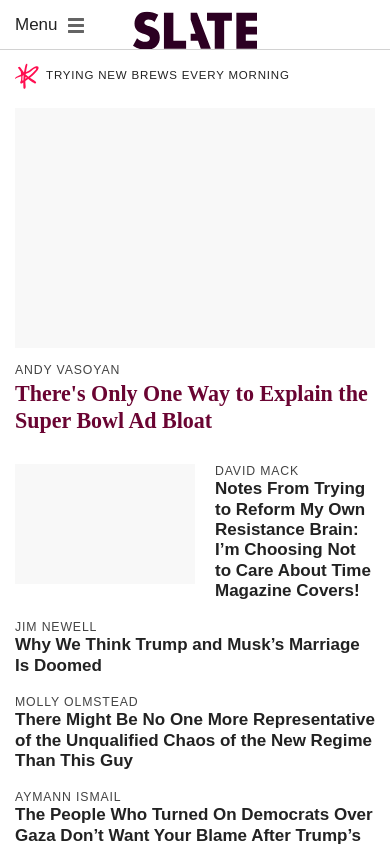 Menu
SLATE
TRYING NEW BREWS EVERY MORNING
ANDY VASOYAN
There's Only One Way to Explain the
Super Bowl Ad Bloat
DAVID MACK
Notes From Trying
to Reform My Own
Resistance Brain:
I’m Choosing Not
to Care About Time
Magazine Covers!
JIM NEWELL
Why We Think Trump and Musk’s Marriage
Is Doomed
MOLLY OLMSTEAD
There Might Be No One More Representative
of the Unqualified Chaos of the New Regime
Than This Guy
AYMANN ISMAIL
The People Who Turned On Democrats Over
Gaza Don’t Want Your Blame After Trump’s